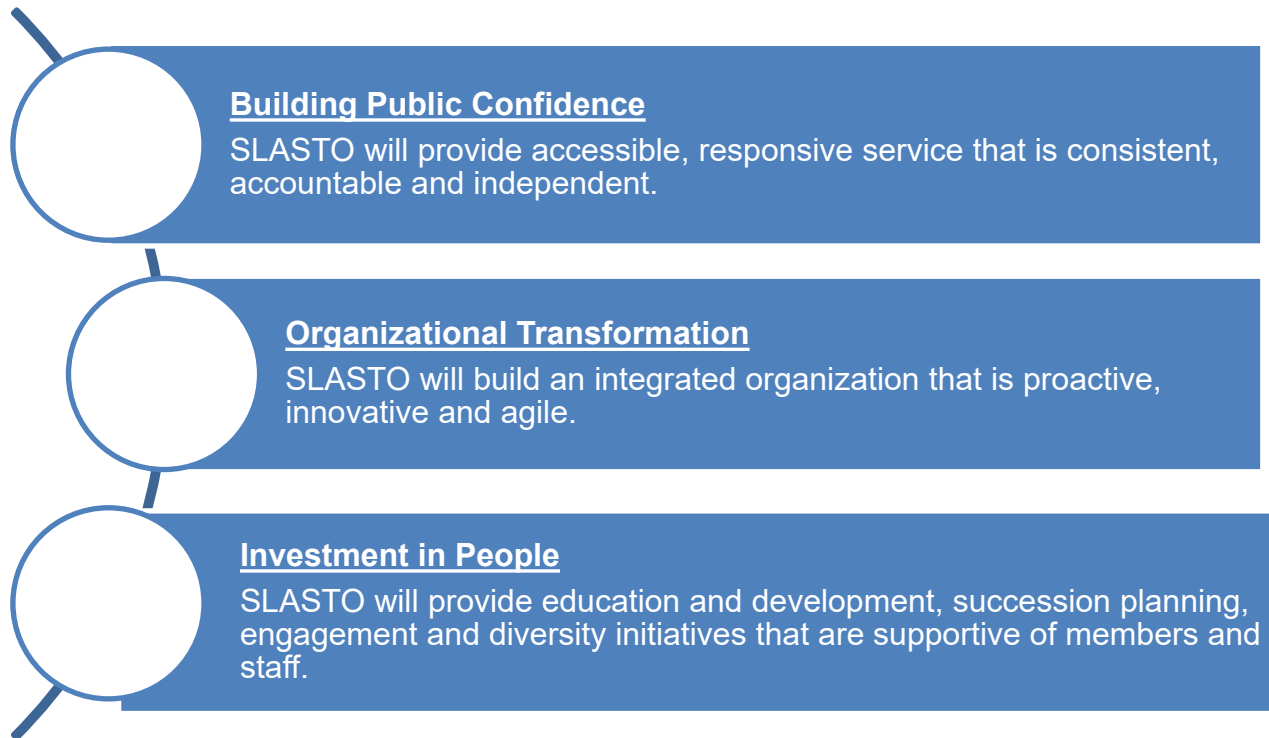 Building Public Confidence
SLASTO will provide accessible, responsive service that is consistent,
accountable and independent.
Organizational Transformation
SLASTO will build an integrated organization that is proactive,
innovative and agile.
Investment in People
SLASTO will provide education and development, succession planning,
engagement and diversity initiatives that are supportive of members and
staff.